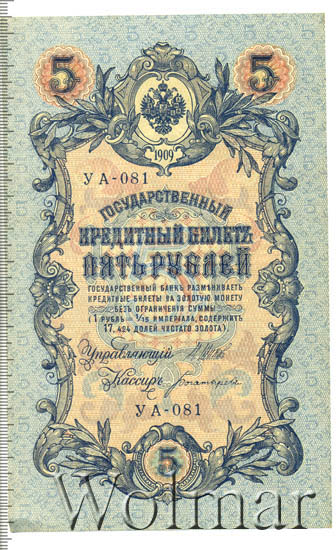 5 5
1909
УА-081
ГОСУДАРСТВЕННЫЙ
КРЕДИТНЫЙ БИЛЕТЪ
ПЯТЬ РУБЛЕЙ
ГОСУДАРСТВЕННЫЙ БАНКЪ РАЗМѢНИВАЕТЪ
КРЕДИТНЫЕ БИЛЕТЫ НА ЗОЛОТУЮ МОНЕТУ
БЕЗЪ ОГРАНИЧЕНІЯ СУММЫ
(1 РУБЛЬ = 1/15 ИМПЕРІАЛА, СОДЕРЖИТЪ
17,424 ДОЛЕЙ ЧИСТАГО ЗОЛОТА).
Управляющій
Кассиръ
УА-081
5
Wolmar